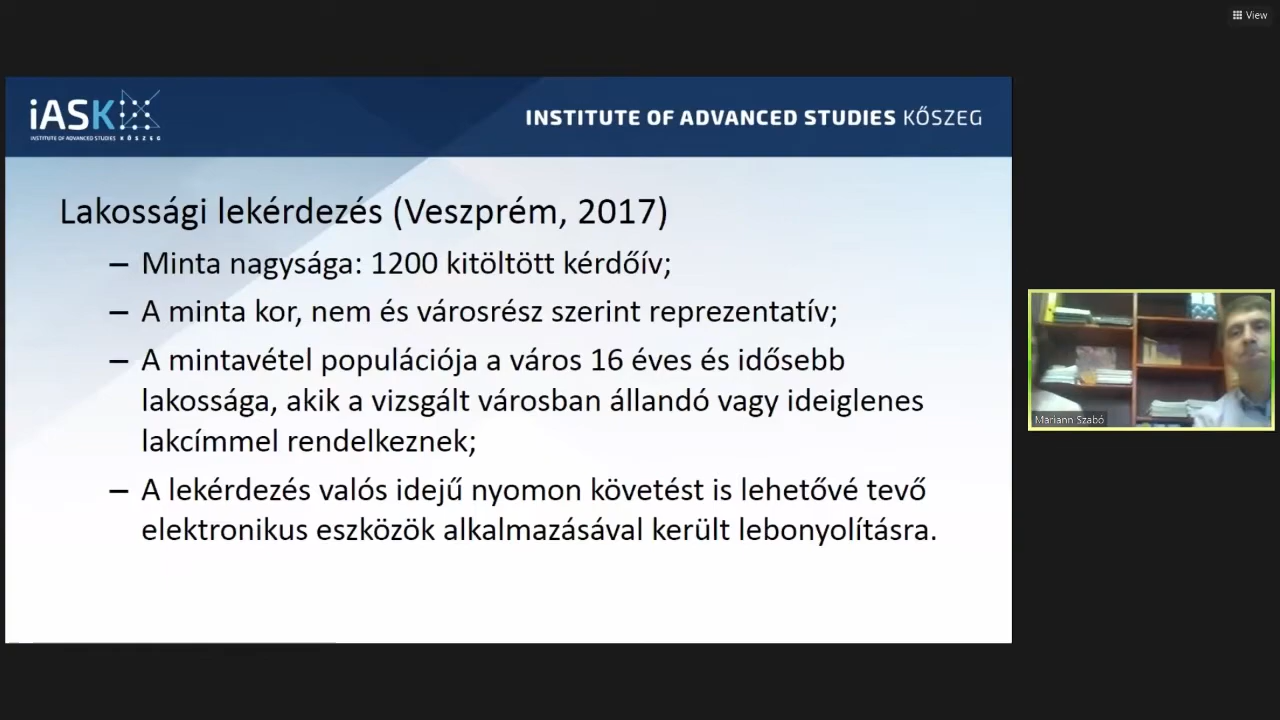 View
iASK
INSTITUTE OF ADVANCED STUDIES KŐSZEG
INSTITUTE OF ADVANCED STUDIES KŐSZEG
Lakossági lekérdezés (Veszprém, 2017)
– Minta nagysága: 1200 kitöltött kérdőív;
– A minta kor, nem és városrész szerint reprezentatív;
– A mintavétel populációja a város 16 éves és idősebb
lakossága, akik a vizsgált városban állandó vagy ideiglenes
lakcímmel rendelkeznek;
– A lekérdezés valós idejű nyomon követést is lehetővé tevő
elektronikus eszközök alkalmazásával került lebonyolításra.
Mariann Szabó